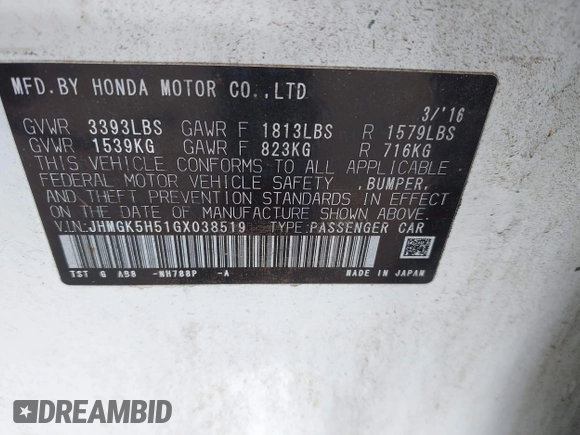 MFD.BY HONDA MOTOR CO.,LTD
3/'16
GVWR 3393LBS GAWR F 1813LBS R 1579LBS
GVWR 1539KG GAWR F 823KG R 716KG
THIS VEHICLE CONFORMS TO ALL APPLICABLE
FEDERAL MOTOR VEHICLE SAFETY ,BUMPER,
AND THEFT PREVENTION STANDARDS IN EFFECT
ON THE DATE OF MANUFACTURE SHOWN ABOVE.
V.I.N.:JHMGK5H51GX038519 TYPE:PASSENGER CAR
TST G A98 -NH788P -A MADE IN JAPAN
DREAMBID